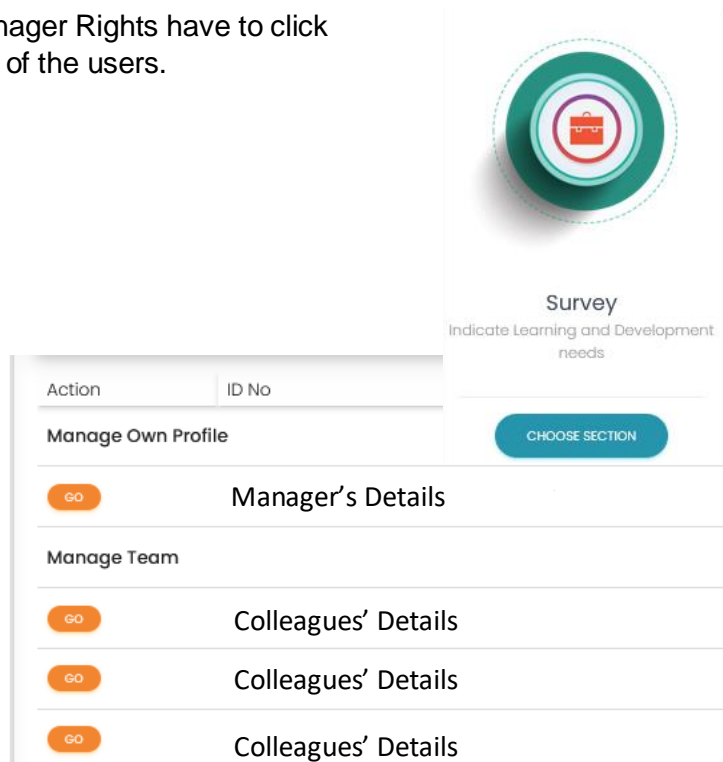 nager Rights have to click
of the users.
Survey
Indicate Learning and Development
needs
CHOOSE SECTION
Action ID No
Manage Own Profile
GO Manager's Details
Manage Team
GO Colleagues' Details
GO Colleagues' Details
GO Colleagues' Details